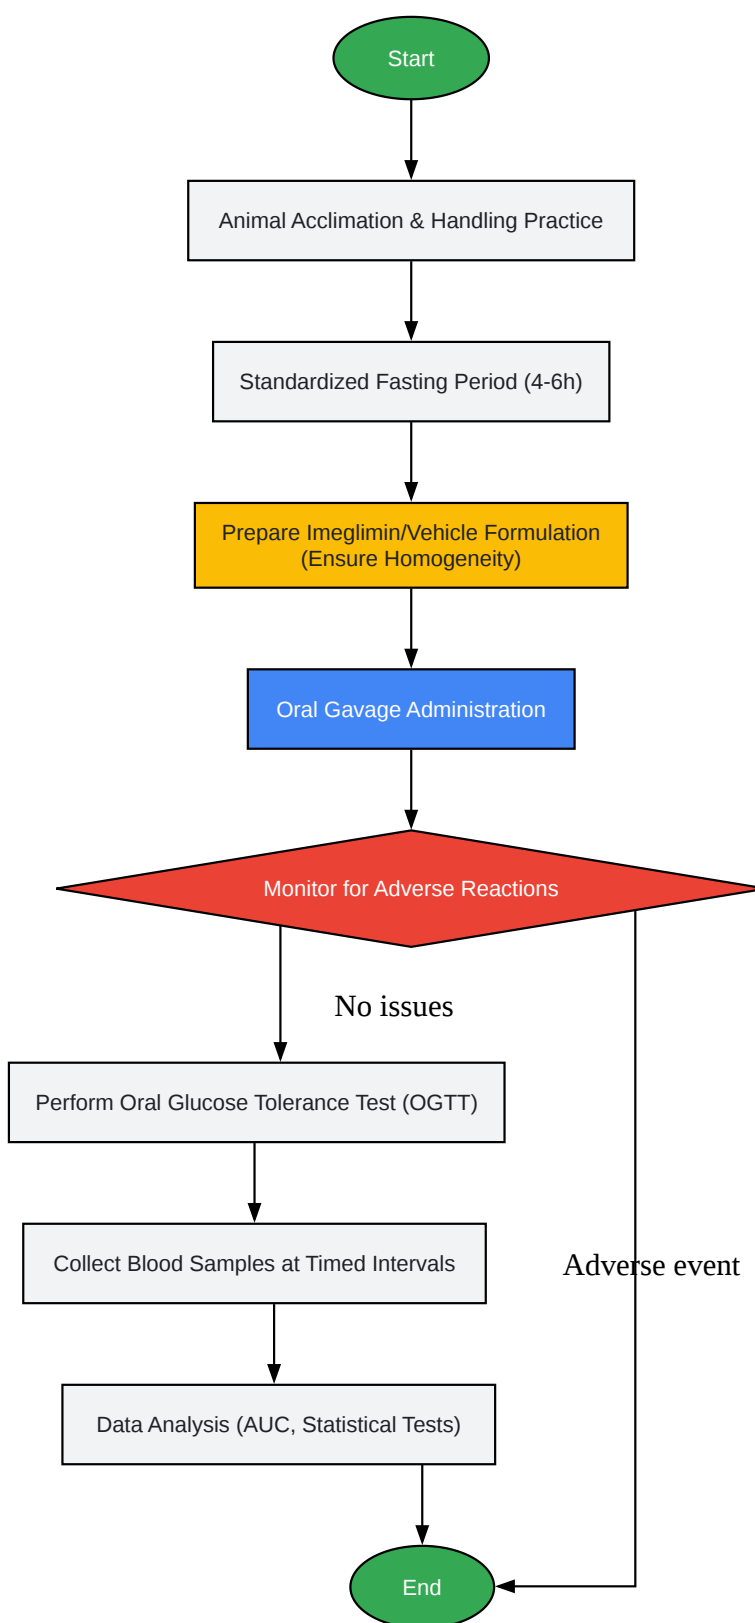 Start
Animal Acclimation & Handling Practice
Standardized Fasting Period (4-6h)
Prepare Imeglimin/Vehicle Formulation
(Ensure Homogeneity)
Oral Gavage Administration
Monitor for Adverse Reactions
No issues
Perform Oral Glucose Tolerance Test (OGTT)
Collect Blood Samples at Timed Intervals
Adverse event
Data Analysis (AUC, Statistical Tests)
End